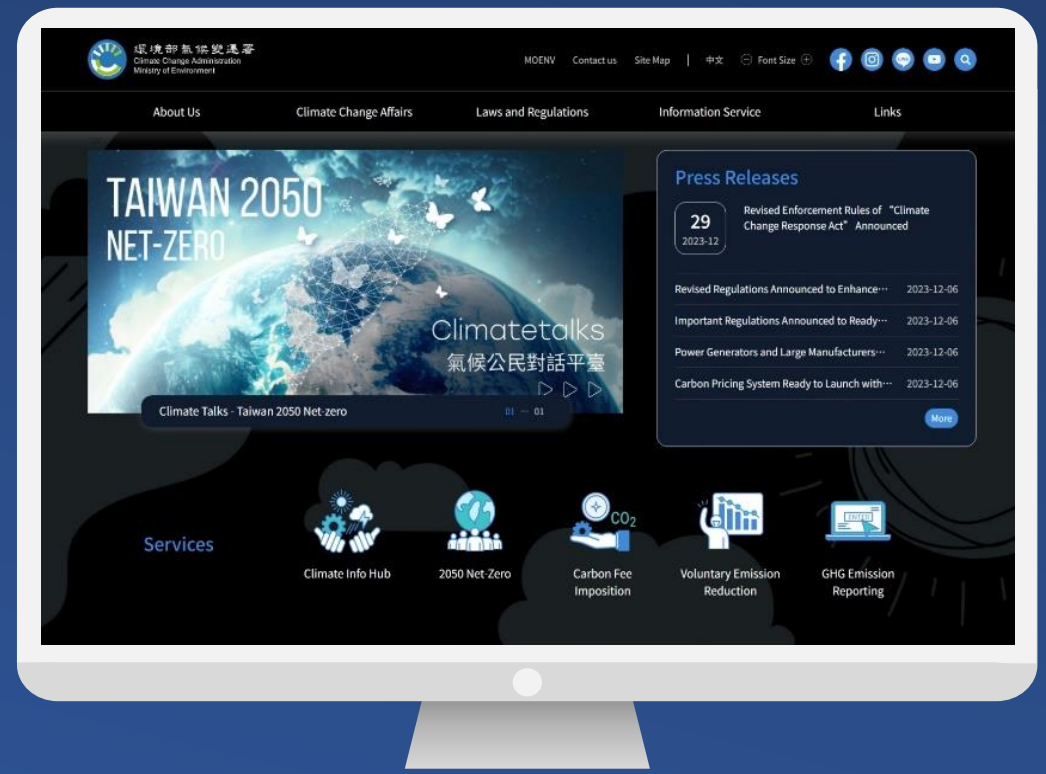 環境部氣候變遷署
Climate Change Administration
Ministry of Environment
MOENV Contact us Site Map | 中文 Font Size
About Us Climate Change Affairs Laws and Regulations Information Service Links
TAIWAN 2050
NET-ZERO
Climatetalks
氣候公民對話平臺
Climate Talks - Taiwan 2050 Net-zero 01 — 01
Press Releases
29
2023-12
Revised Enforcement Rules of “Climate
Change Response Act” Announced
Revised Regulations Announced to Enhance… 2023-12-06
Important Regulations Announced to Ready… 2023-12-06
Power Generators and Large Manufacturers… 2023-12-06
Carbon Pricing System Ready to Launch with… 2023-12-06
More
Services
CO₂
Climate Info Hub
2050 Net-Zero
Carbon Fee
Imposition
Voluntary Emission
Reduction
GHG Emission
Reporting